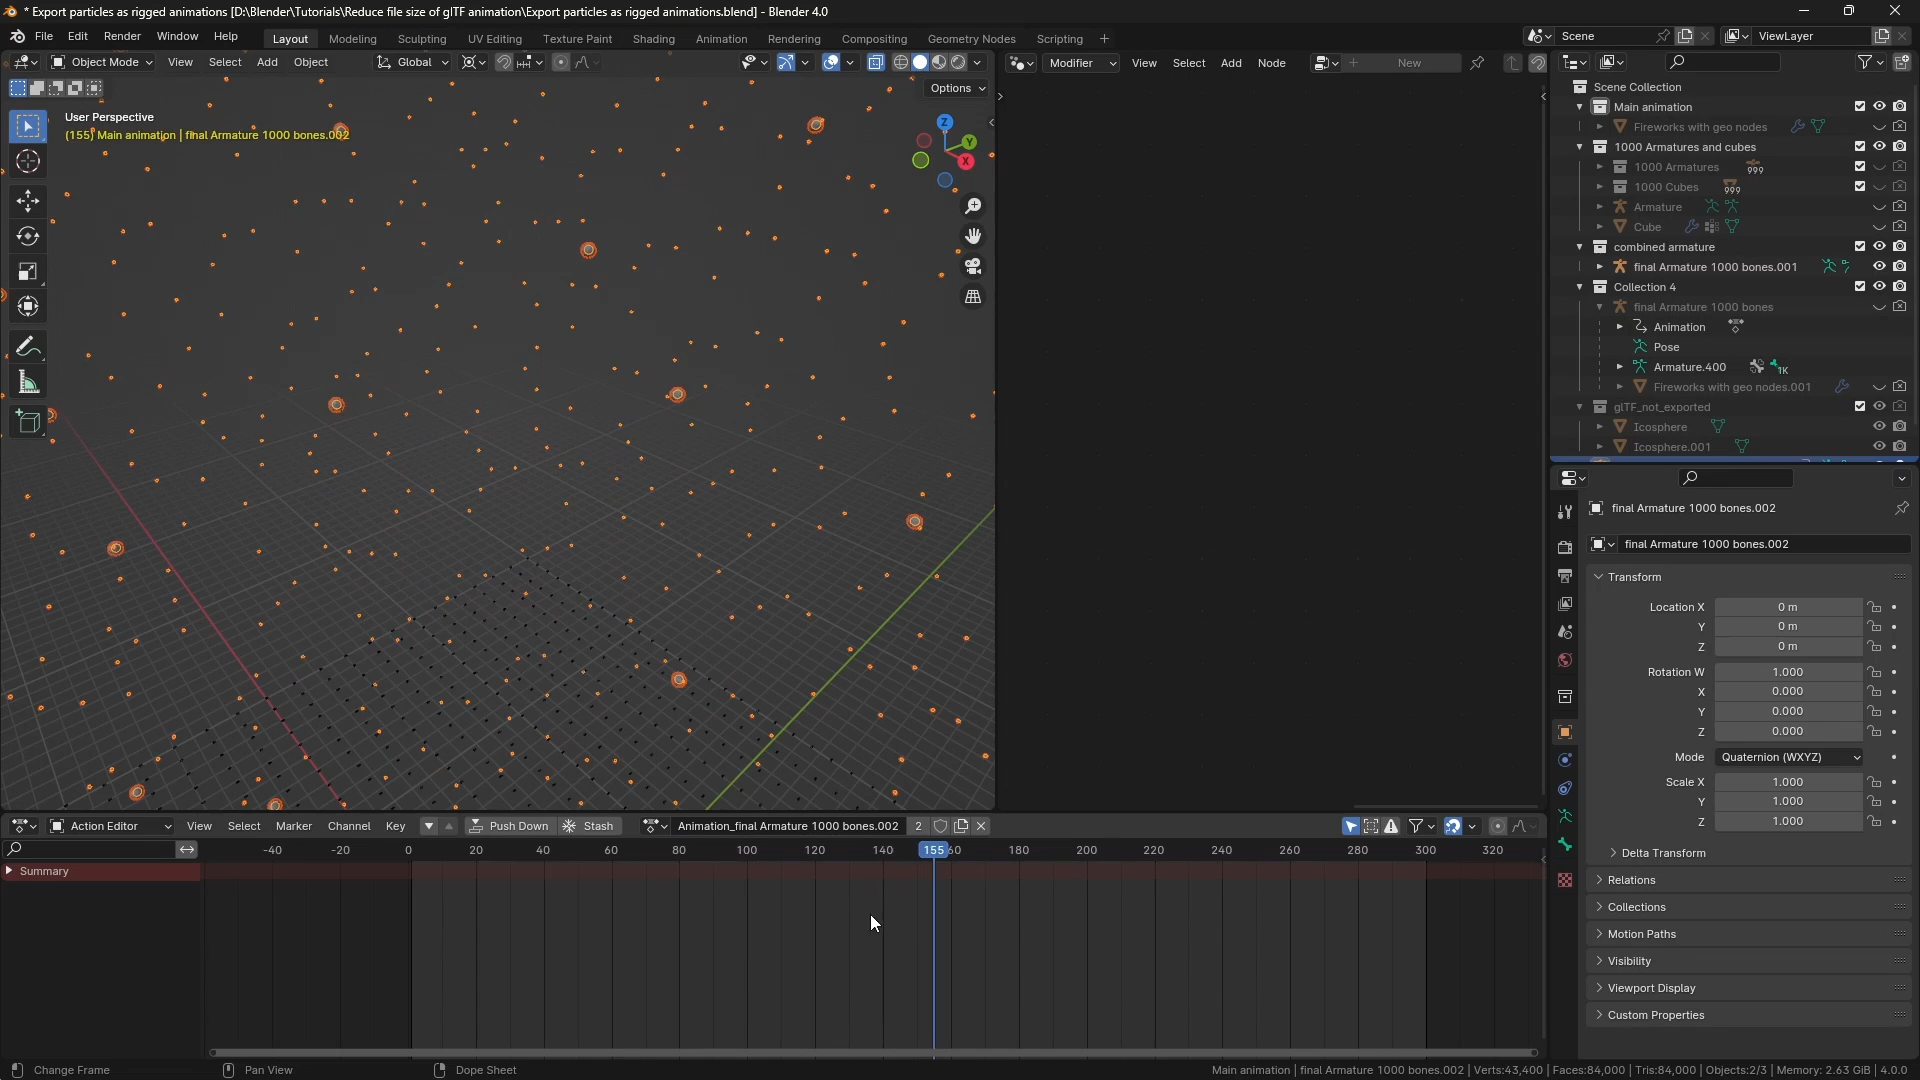 * Export particles as rigged animations [D:\Blender\Tutorials\Reduce file size of glTF animation\Export particles as rigged animations.blend] - Blender 4.0
File Edit Render Window Help
Layout Modeling Sculpting UV Editing Texture Paint Shading Animation Rendering Compositing Geometry Nodes Scripting +
Scene
ViewLayer
Object Mode View Select Add Object Global
Options
User Perspective
(155) Main animation | final Armature 1000 bones.002
Z
Y
X
Modifier View Select Add Node New
Scene Collection
Main animation
Fireworks with geo nodes
1000 Armatures and cubes
1000 Armatures 999
1000 Cubes 999
Armature
Cube
combined armature
final Armature 1000 bones.001
Collection 4
final Armature 1000 bones
Animation
Pose
Armature.400 1K
Fireworks with geo nodes.001
glTF_not_exported
Icosphere
Icosphere.001
final Armature 1000 bones.002
final Armature 1000 bones.002
Transform
Location X 0 m
Y 0 m
Z 0 m
Rotation W 1.000
X 0.000
Y 0.000
Z 0.000
Mode Quaternion (WXYZ)
Scale X 1.000
Y 1.000
Z 1.000
Delta Transform
Relations
Collections
Motion Paths
Visibility
Viewport Display
Custom Properties
Action Editor View Select Marker Channel Key Push Down Stash Animation_final Armature 1000 bones.002 2
-40 -20 0 20 40 60 80 100 120 140 155 60 180 200 220 240 260 280 300 320
Summary
Change Frame Pan View Dope Sheet
Main animation | final Armature 1000 bones.002 | Verts:43,400 | Faces:84,000 | Tris:84,000 | Objects:2/3 | Memory: 2.63 GiB | 4.0.0